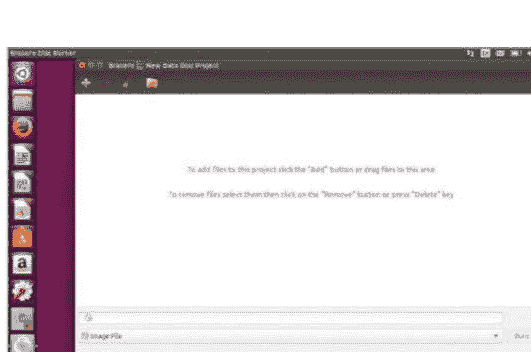 Brasero Disc Burner
Brasero New Data Disc Project
To add files to this project click the "Add" button or drag files to this area
To remove files select them then click on the "Remove" button or press "Delete" key
Image File
Burn